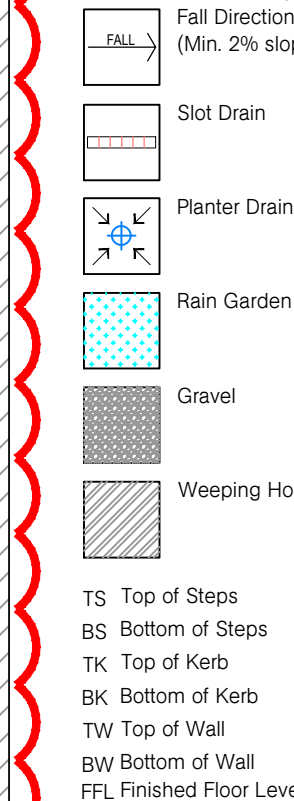 FALL
Fall Direction
(Min. 2% slop
Slot Drain
Planter Drain
Rain Garden
Gravel
Weeping Ho
TS Top of Steps
BS Bottom of Steps
TK Top of Kerb
BK Bottom of Kerb
TW Top of Wall
BW Bottom of Wall
FFL Finished Floor Leve